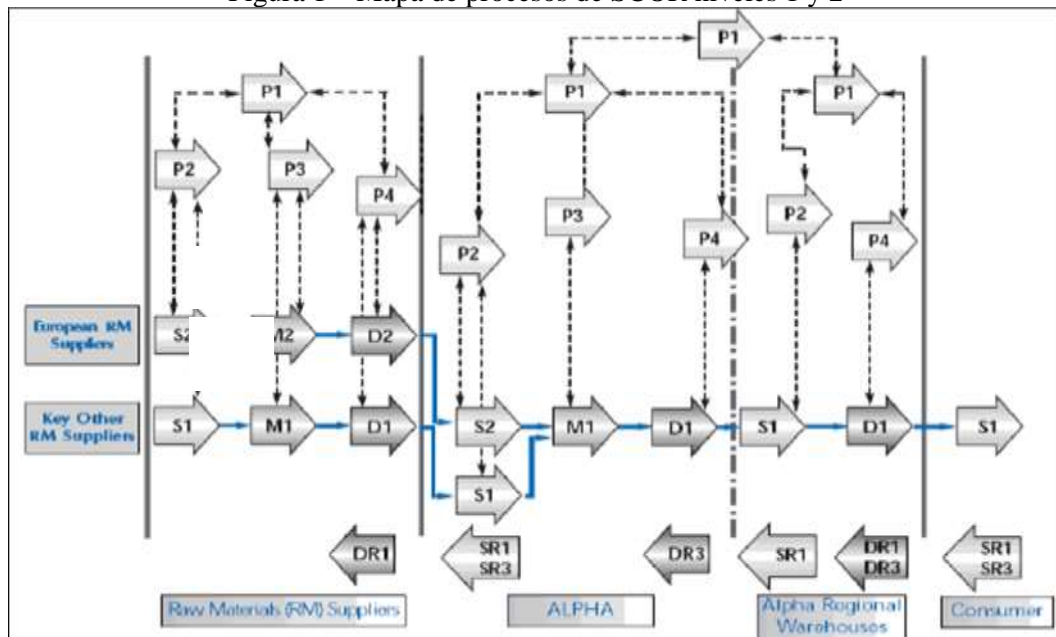 Figura 1 – Mapa de procesos de SCOR niveles 1 y 2
P1
P1
P1
P1
P2
P3
P4
P2
P3
P4
P2
P4
European RM
Suppliers
M2
D2
Key Other
RM Suppliers
S1
M1
D1
S2
M1
D1
S1
D1
S1
S1
DR1
SR1
SR3
DR3
SR1
DR1
DR3
SR1
SR3
Raw Materials (RM) Suppliers
ALPHA
Alpha Regional
Warehouses
Consumer